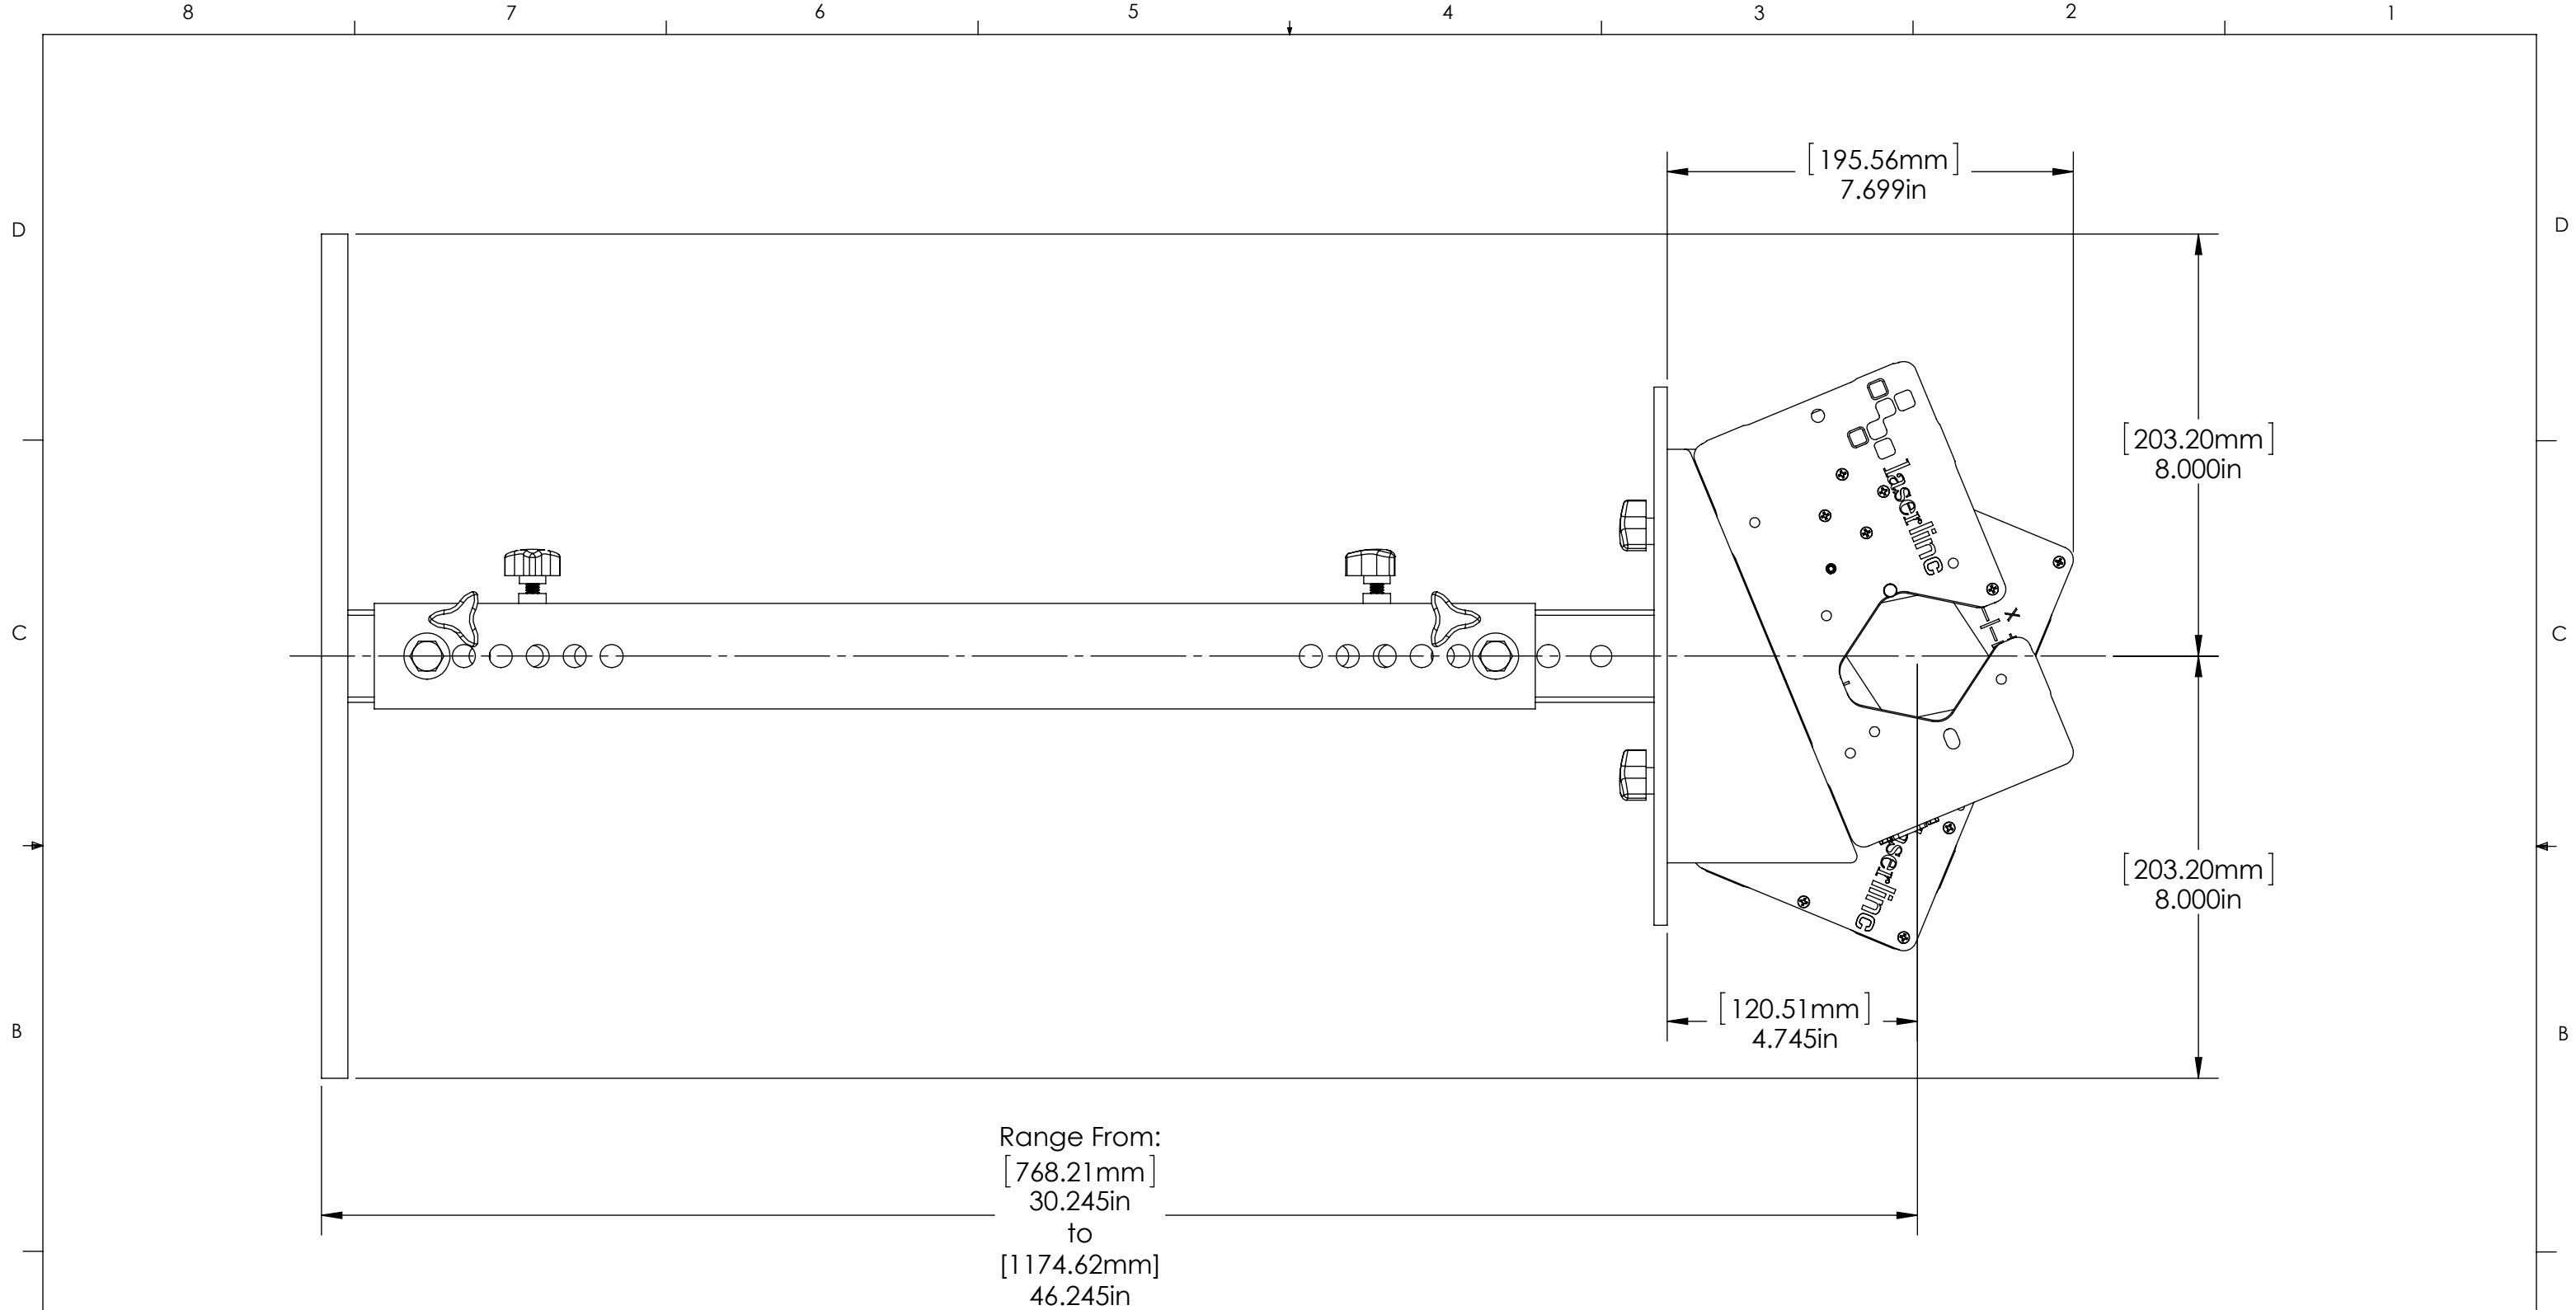 8 7 6 5 4 3 2 1
[195.56mm]
7.699in
D D
[203.20mm]
8.000in
laserlinc
X
C C
[203.20mm]
8.000in
serlinc
[120.51mm]
4.745in
B B
Range From:
[768.21mm]
30.245in
to
[1174.62mm]
46.245in